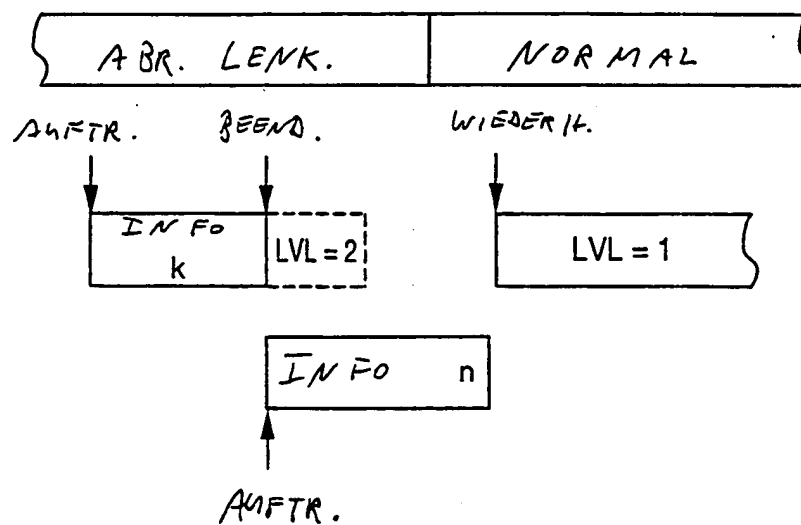 ABR. LENK. NORMAL
AUFTR. BEEND. WIEDERH.
INFO
k LVL = 2 LVL = 1
INFO n
AUFTR.